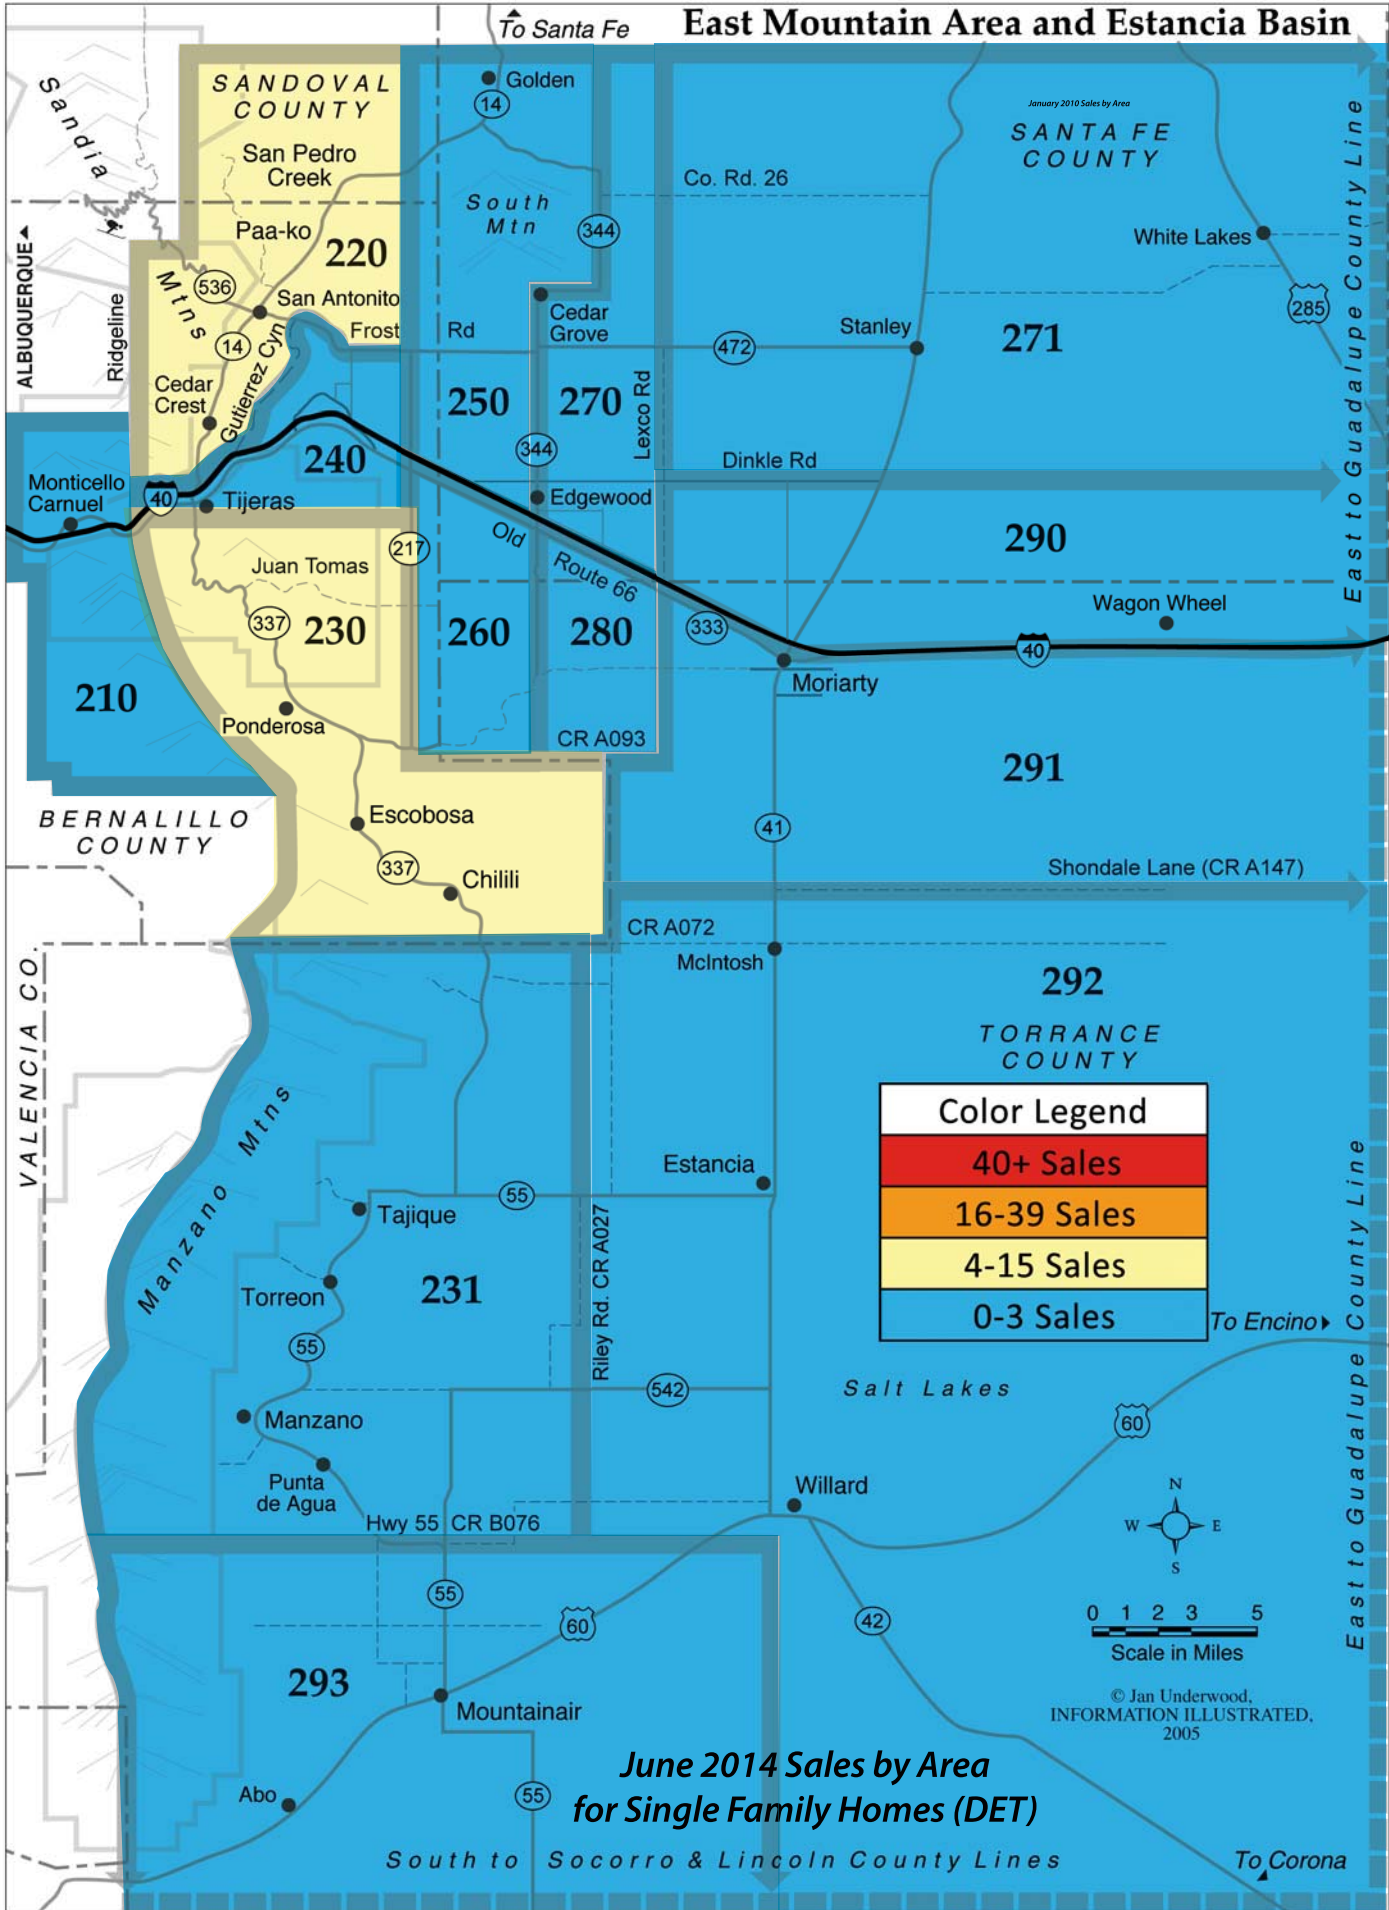 East Mountain Area and Estancia Basin
To Santa Fe
January 2010 Sales by Area
SANDOVAL
COUNTY
Golden
14
Sandia
Mtns
San Pedro
Creek
South
Mtn
344
Co. Rd. 26
SANTA FE
COUNTY
White Lakes
285
East to Guadalupe County Line
ALBUQUERQUE
Ridgeline
Paa-ko
220
536
San Antonito
14
Frost
Rd
Cedar
Grove
472
Stanley
271
Cedar
Crest
Gutierrez Cyn
250
270
Lexco Rd
344
240
Dinkle Rd
Monticello
Carnuel
40
Tijeras
Edgewood
217
Old
Route 66
290
Juan Tomas
337
230
260
280
333
Wagon Wheel
40
Moriarty
210
Ponderosa
CR A093
291
BERNALILLO
COUNTY
Escobosa
337
Chilili
41
Shondale Lane (CR A147)
CR A072
McIntosh
292
VALENCIA CO.
TORRANCE
COUNTY
Manzano Mtns
Color Legend
40+ Sales
16-39 Sales
4-15 Sales
0-3 Sales
Estancia
55
Tajique
Riley Rd. CR A027
231
Torreon
55
To Encino
East to Guadalupe County Line
542
Salt Lakes
60
Manzano
Punta
de Agua
Willard
Hwy 55
CR B076
N
W
E
S
55
60
42
0 1 2 3 5
Scale in Miles
293
Mountainair
© Jan Underwood,
INFORMATION ILLUSTRATED,
2005
Abo
55
June 2014 Sales by Area
for Single Family Homes (DET)
South to Socorro & Lincoln County Lines
To Corona